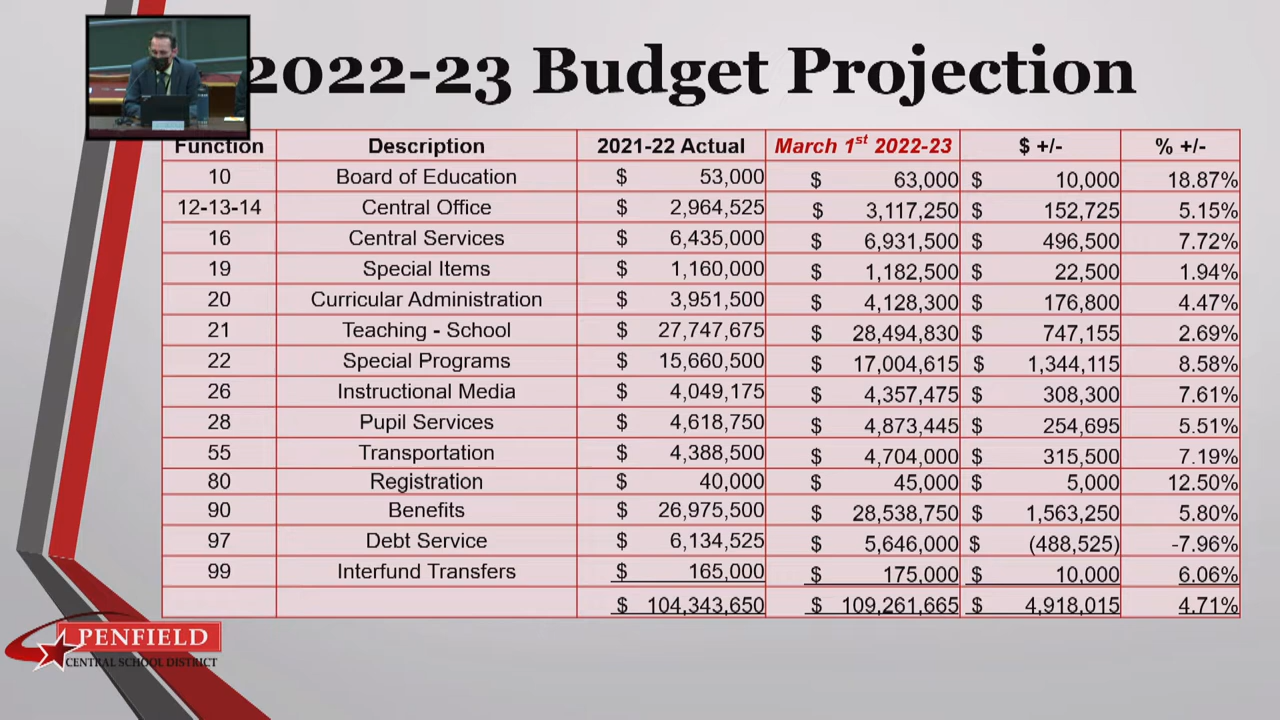 2022-23 Budget Projection
Function Description 2021-22 Actual March 1st 2022-23 $ +/- % +/-
10 Board of Education $ 53,000 $ 63,000 $ 10,000 18.87%
12-13-14 Central Office $ 2,964,525 $ 3,117,250 $ 152,725 5.15%
16 Central Services $ 6,435,000 $ 6,931,500 $ 496,500 7.72%
19 Special Items $ 1,160,000 $ 1,182,500 $ 22,500 1.94%
20 Curricular Administration $ 3,951,500 $ 4,128,300 $ 176,800 4.47%
21 Teaching - School $ 27,747,675 $ 28,494,830 $ 747,155 2.69%
22 Special Programs $ 15,660,500 $ 17,004,615 $ 1,344,115 8.58%
26 Instructional Media $ 4,049,175 $ 4,357,475 $ 308,300 7.61%
28 Pupil Services $ 4,618,750 $ 4,873,445 $ 254,695 5.51%
55 Transportation $ 4,388,500 $ 4,704,000 $ 315,500 7.19%
80 Registration $ 40,000 $ 45,000 $ 5,000 12.50%
90 Benefits $ 26,975,500 $ 28,538,750 $ 1,563,250 5.80%
97 Debt Service $ 6,134,525 $ 5,646,000 $ (488,525) -7.96%
99 Interfund Transfers $ 165,000 $ 175,000 $ 10,000 6.06%
$ 104,343,650 $ 109,261,665 $ 4,918,015 4.71%
PENFIELD
CENTRAL SCHOOL DISTRICT